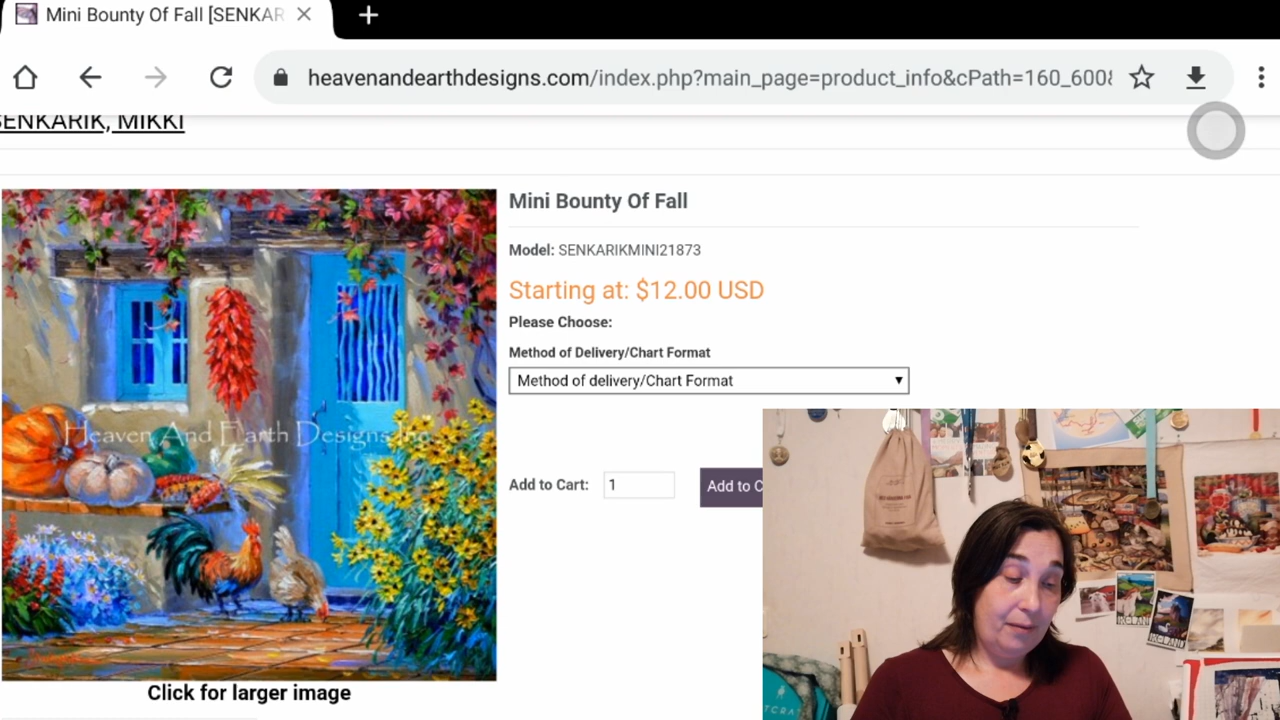 Mini Bounty Of Fall [SENKAR
heavenandearthdesigns.com/index.php?main_page=product_info&cPath=160_600
SENKARIK, MIKKI
Mini Bounty Of Fall
Model: SENKARIKMINI21873
Starting at: $12.00 USD
Please Choose:
Method of Delivery/Chart Format
Method of delivery/Chart Format
Heaven And Earth Designs Inc.
Add to Cart: 1
Add to C
IRELAND
IRELAND
Click for larger image